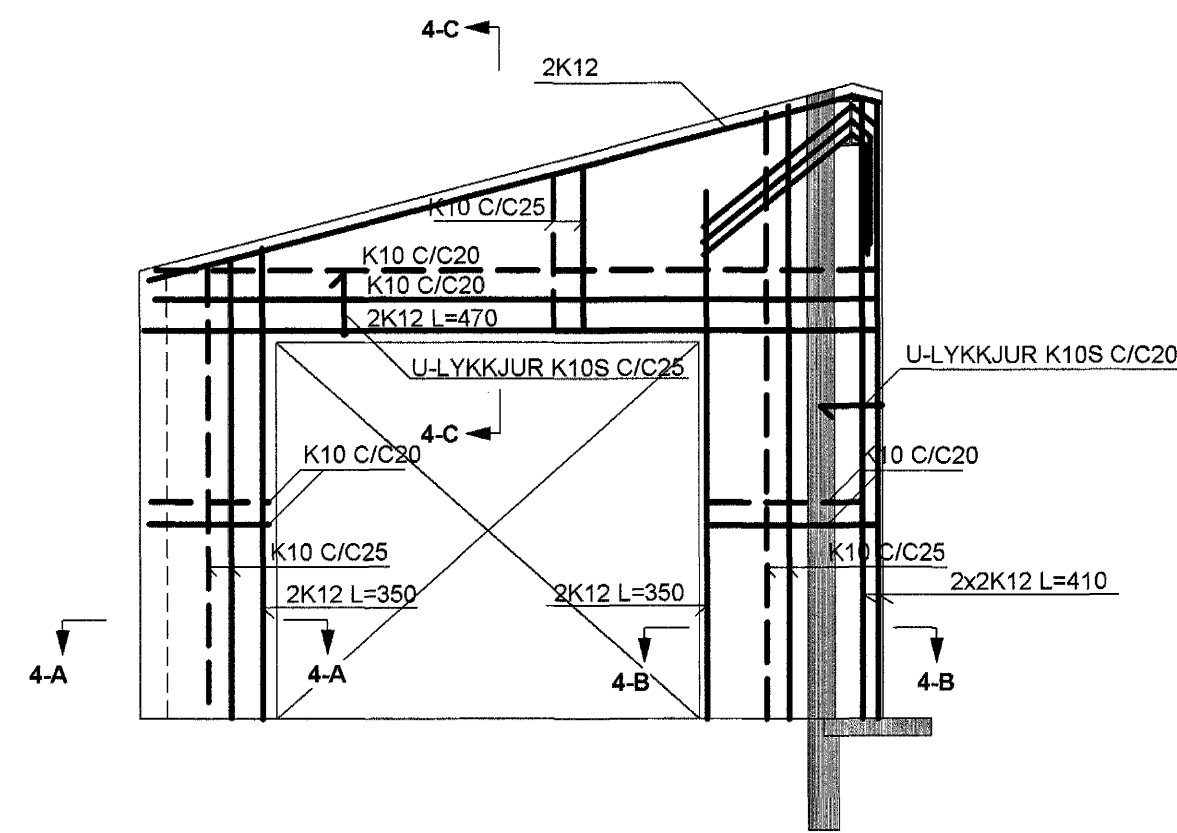 4-C
2K12
K10 C/C25
K10 C/C20
K10 C/C20
2K12 L=470
U-LYKKJUR K10S C/C25
U-LYKKJUR K10S C/C20
4-C
K10 C/C20
K10 C/C20
K10 C/C25
K10 C/C25
2K12 L=350
2K12 L=350
2x2K12 L=410
4-A
4-A
4-B
4-B